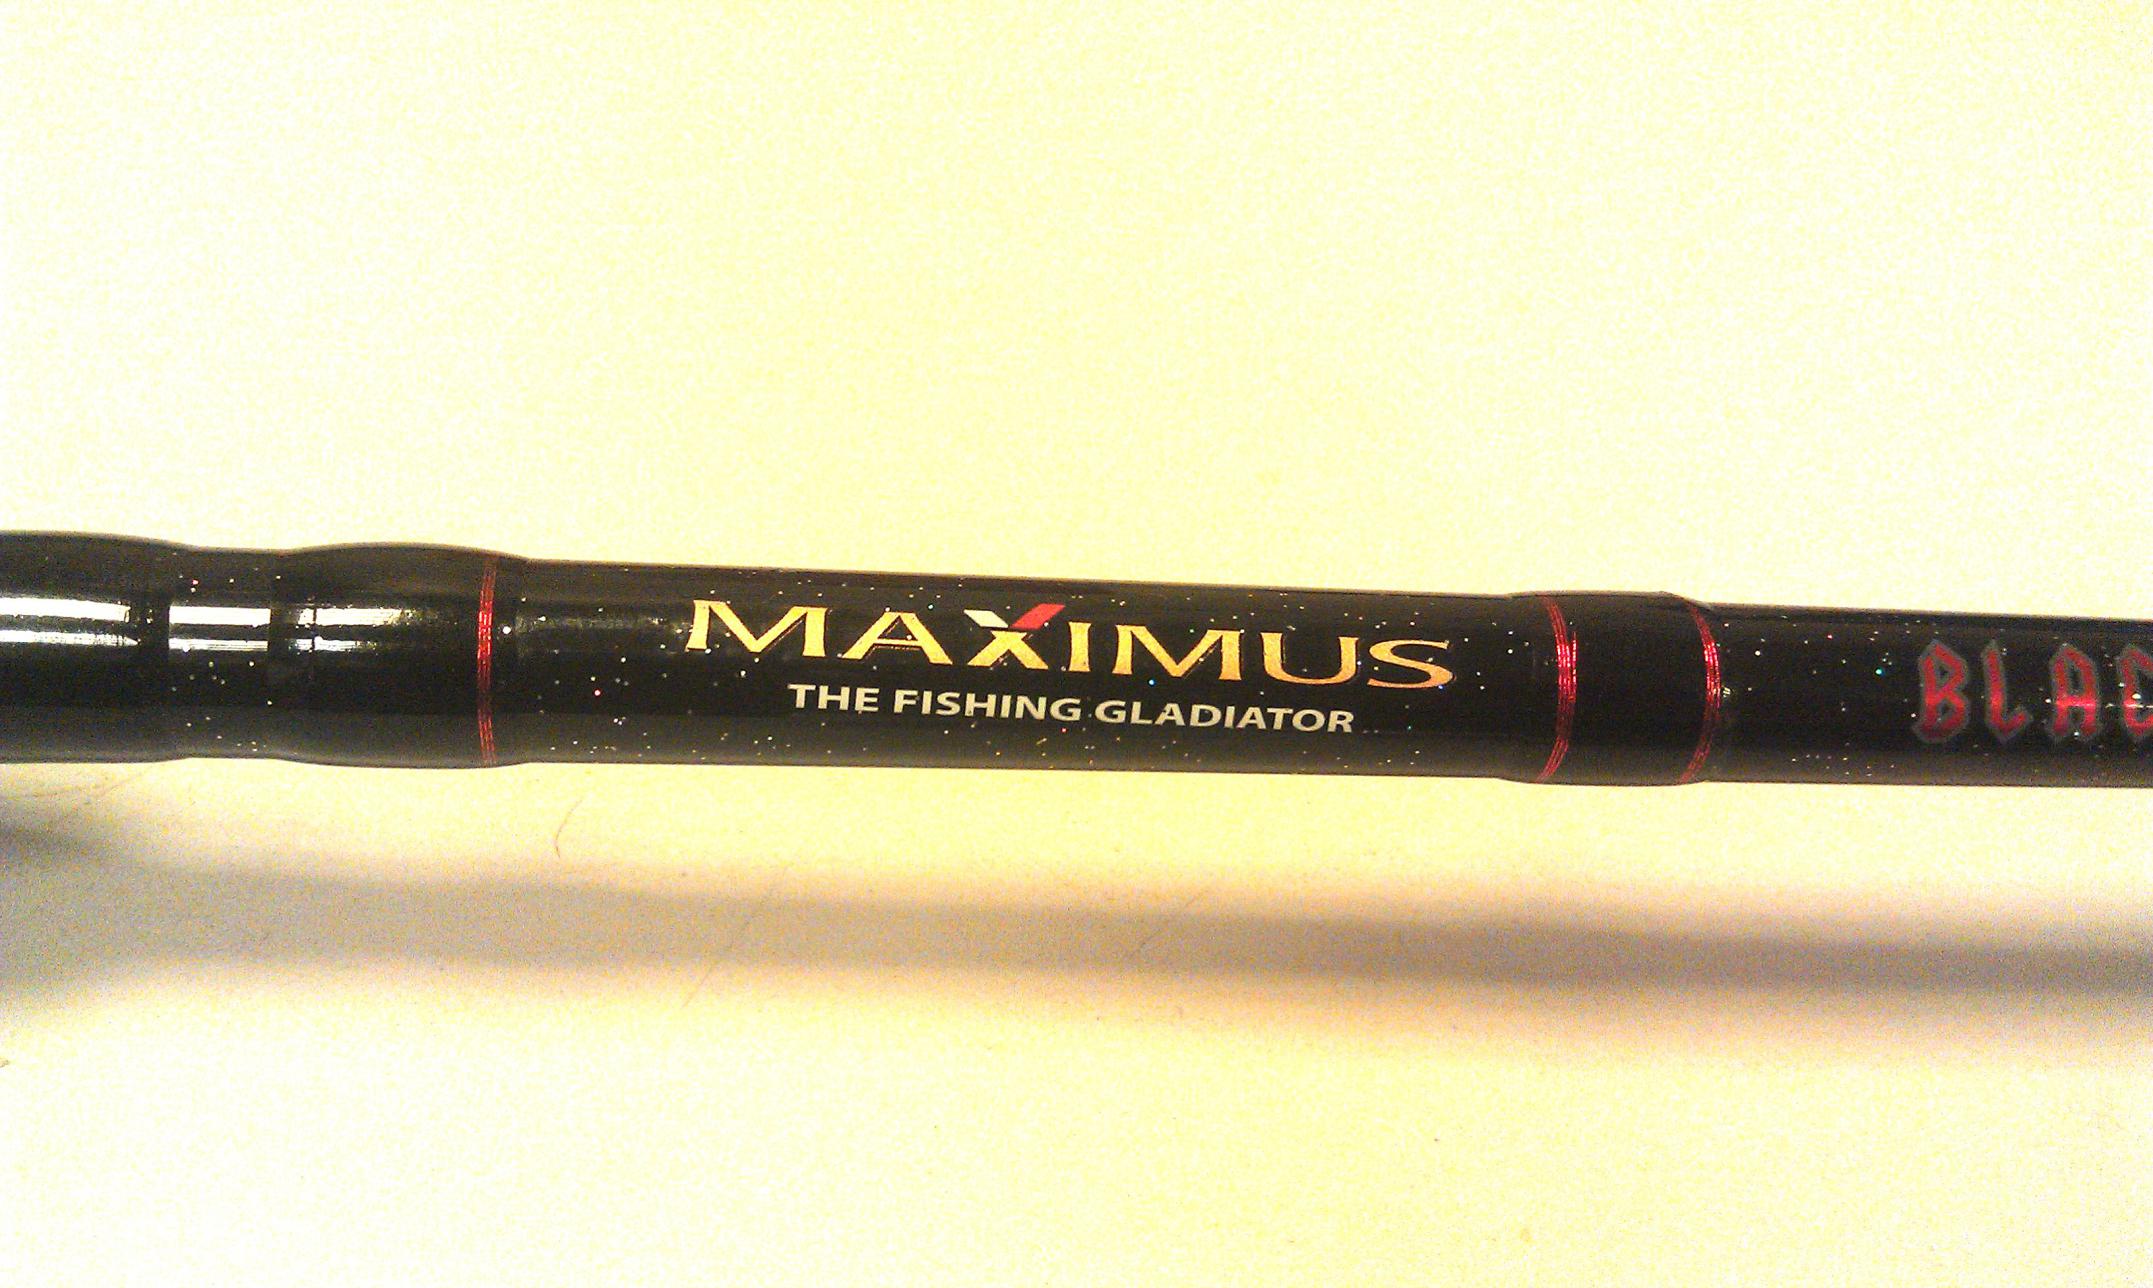 MAXIMUS
THE FISHING GLADIATOR